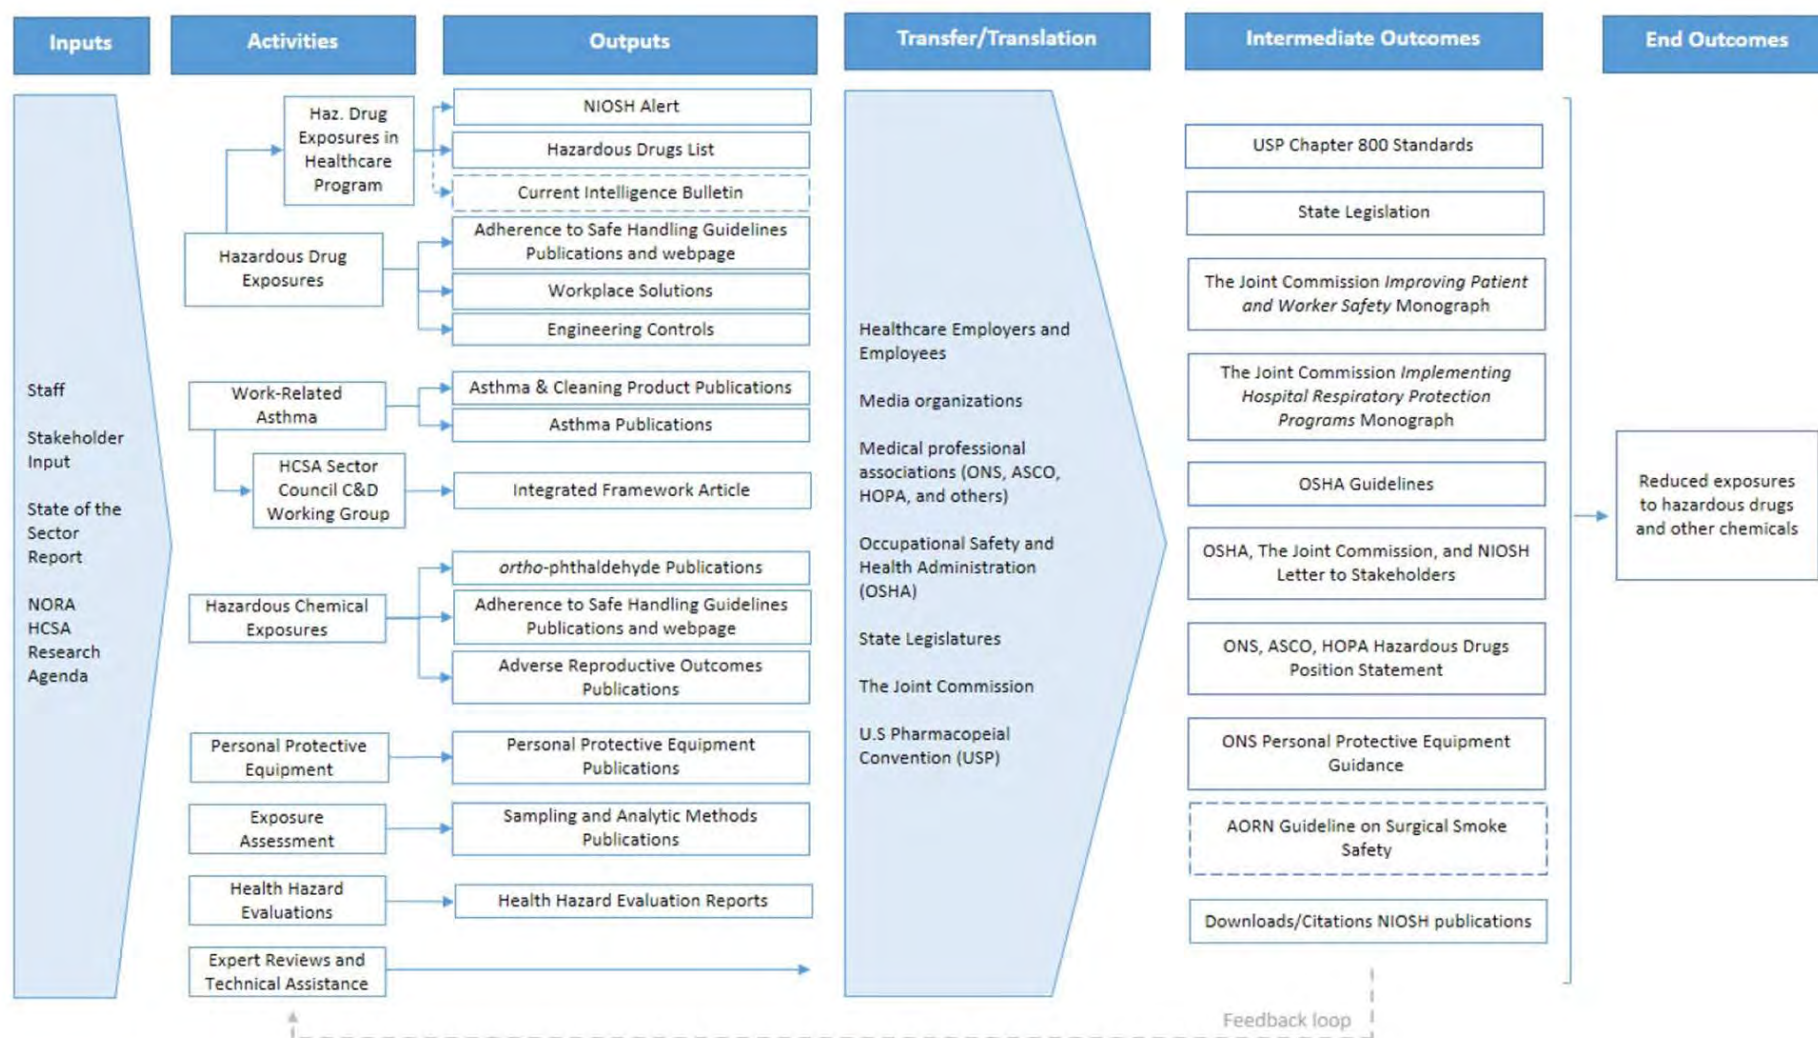 Inputs
Activities
Outputs
Transfer/Translation
Intermediate Outcomes
End Outcomes
Staff
Stakeholder
Input
State of the
Sector
Report
NORA
HCSA
Research
Agenda
Haz. Drug
Exposures in
Healthcare
Program
Hazardous Drug
Exposures
Work-Related
Asthma
HCSA Sector
Council C&D
Working Group
Hazardous Chemical
Exposures
Personal Protective
Equipment
Exposure
Assessment
Health Hazard
Evaluations
Expert Reviews and
Technical Assistance
NIOSH Alert
Hazardous Drugs List
Current Intelligence Bulletin
Adherence to Safe Handling Guidelines
Publications and webpage
Workplace Solutions
Engineering Controls
Asthma & Cleaning Product Publications
Asthma Publications
Integrated Framework Article
ortho-phthaldehyde Publications
Adherence to Safe Handling Guidelines
Publications and webpage
Adverse Reproductive Outcomes
Publications
Personal Protective Equipment
Publications
Sampling and Analytic Methods
Publications
Health Hazard Evaluation Reports
Healthcare Employers and
Employees
Media organizations
Medical professional
associations (ONS, ASCO,
HOPA, and others)
Occupational Safety and
Health Administration
(OSHA)
State Legislatures
The Joint Commission
U.S Pharmacopeial
Convention (USP)
USP Chapter 800 Standards
State Legislation
The Joint Commission Improving Patient
and Worker Safety Monograph
The Joint Commission Implementing
Hospital Respiratory Protection
Programs Monograph
OSHA Guidelines
OSHA, The Joint Commission, and NIOSH
Letter to Stakeholders
ONS, ASCO, HOPA Hazardous Drugs
Position Statement
ONS Personal Protective Equipment
Guidance
AORN Guideline on Surgical Smoke
Safety
Downloads/Citations NIOSH publications
Reduced exposures
to hazardous drugs
and other chemicals
Feedback loop